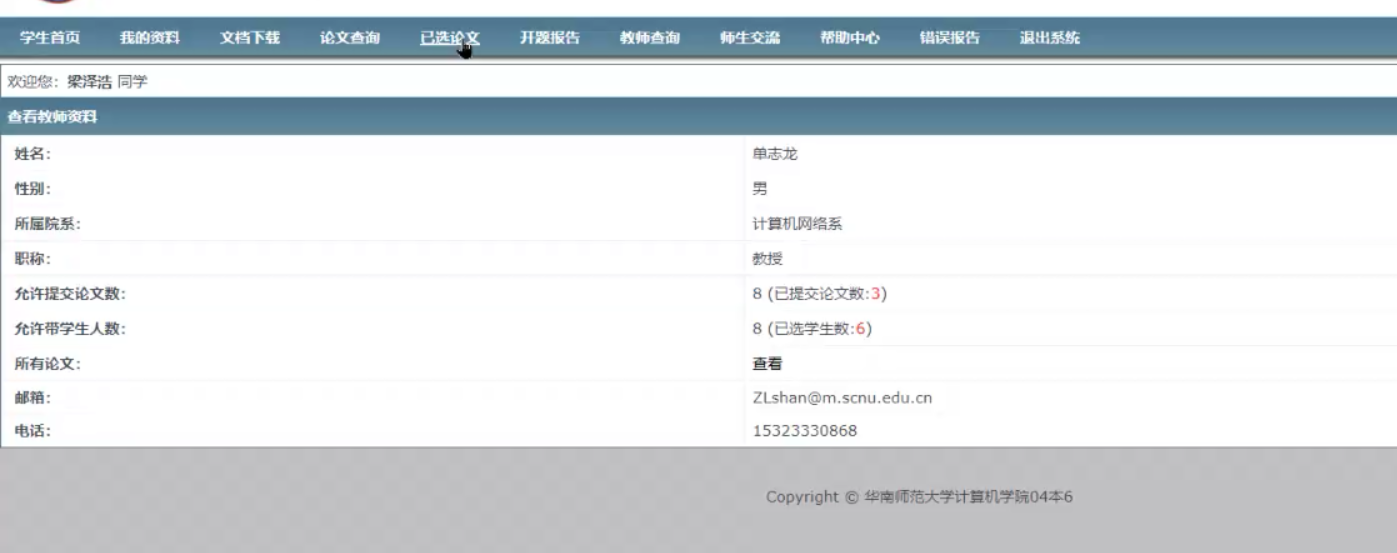 学生首页 我的资料 文档下载 论文查询 已选论文 开题报告 教师查询 师生交流 帮助中心 错误报告 退出系统
欢迎您：梁泽浩 同学
查看教师资料
姓名： 单志龙
性别： 男
所属院系： 计算机网络系
职称： 教授
允许提交论文数： 8 (已提交论文数:3)
允许带学生人数： 8 (已选学生数:6)
所有论文： 查看
邮箱： ZLshan@m.scnu.edu.cn
电话： 15323330868
Copyright © 华南师范大学计算机学院04本6